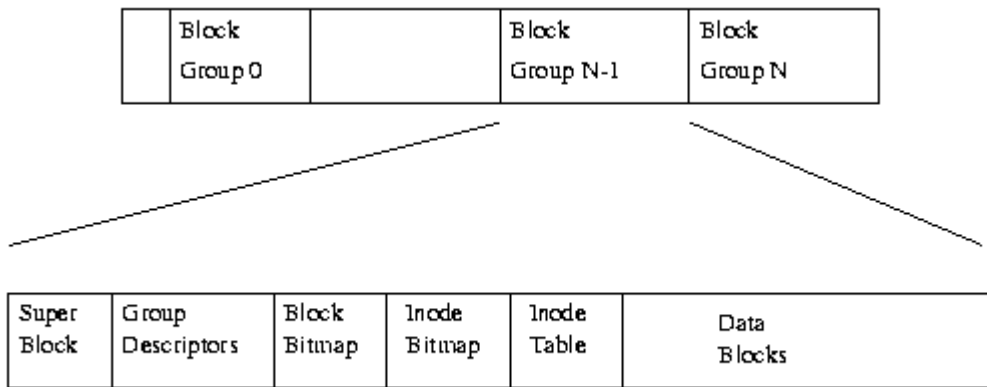 Block
Group 0
Block
Group N-1
Block
Group N
Super
Block
Group
Descriptors
Block
Bitmap
Inode
Bitmap
Inode
Table
Data
Blocks